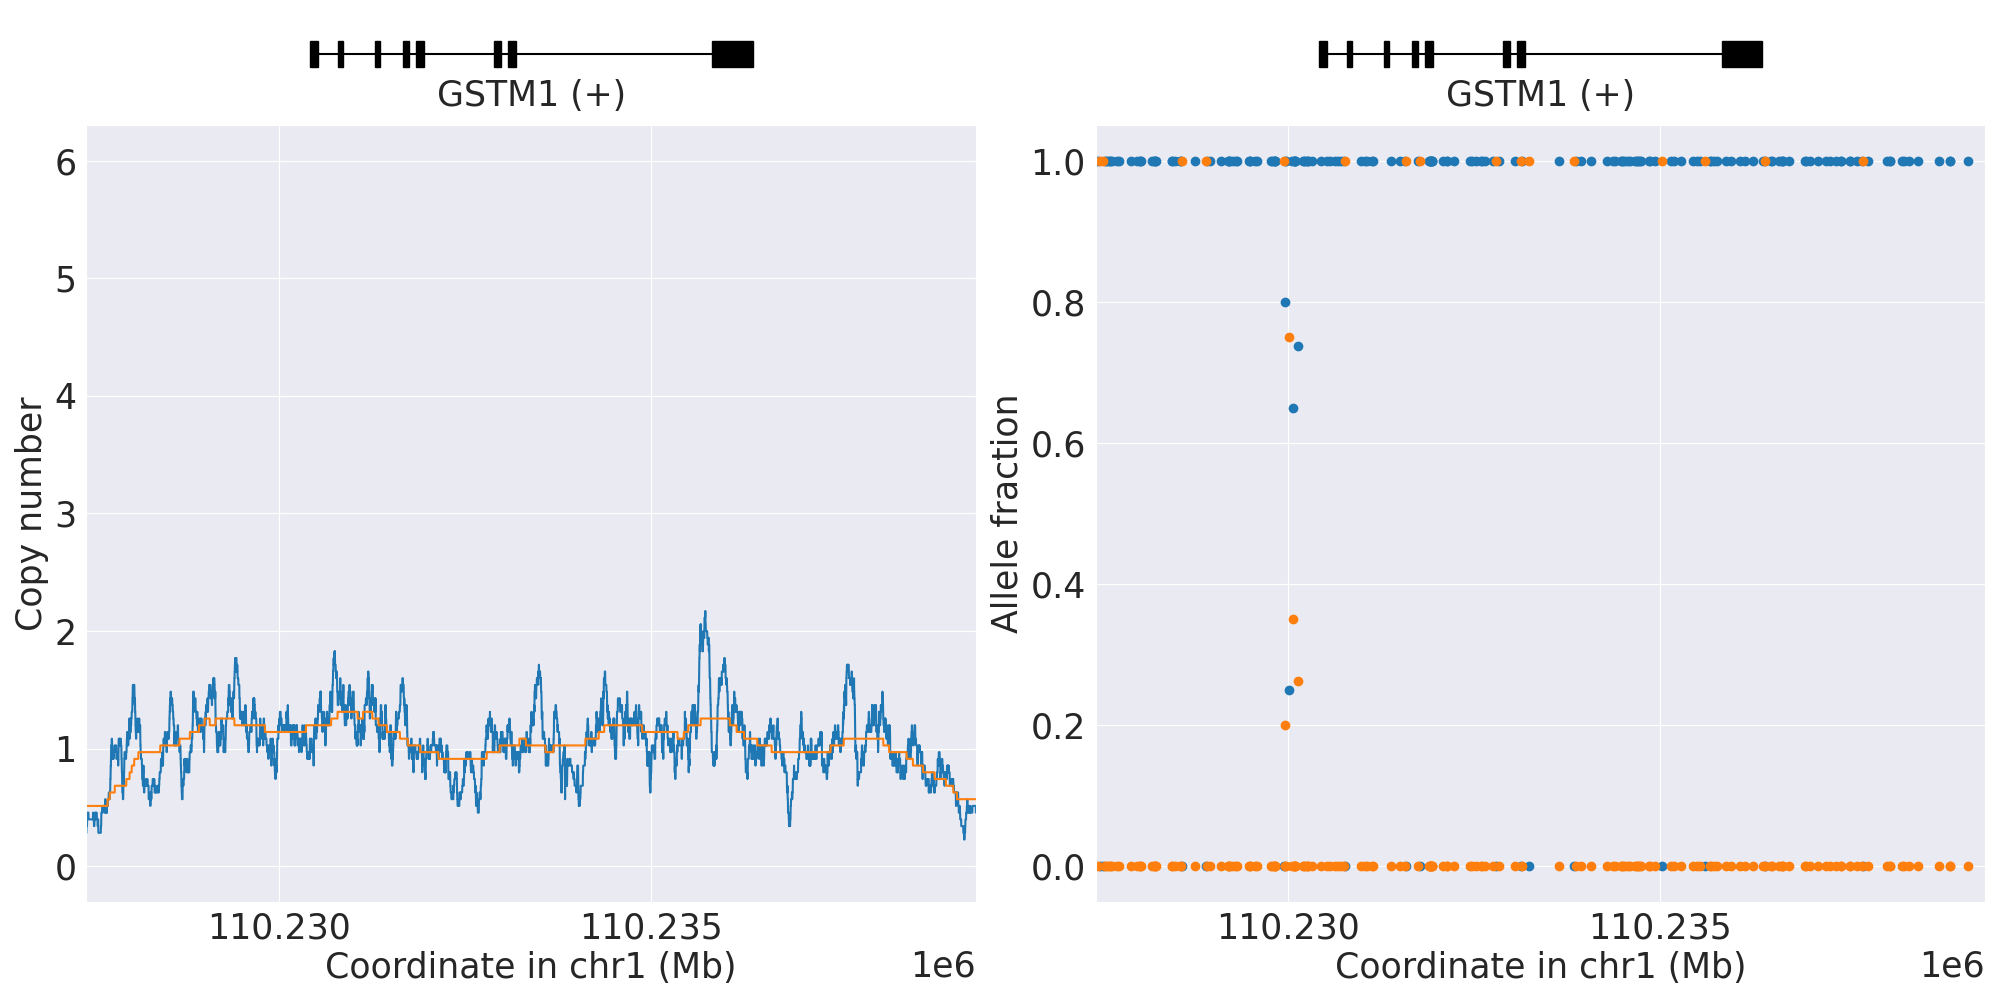 GSTM1 (+)
6
5
4
3
2
1
0
Copy number
110.230
110.235
Coordinate in chr1 (Mb)
1e6
GSTM1 (+)
1.0
0.8
0.6
0.4
0.2
0.0
Allele fraction
110.230
110.235
Coordinate in chr1 (Mb)
1e6